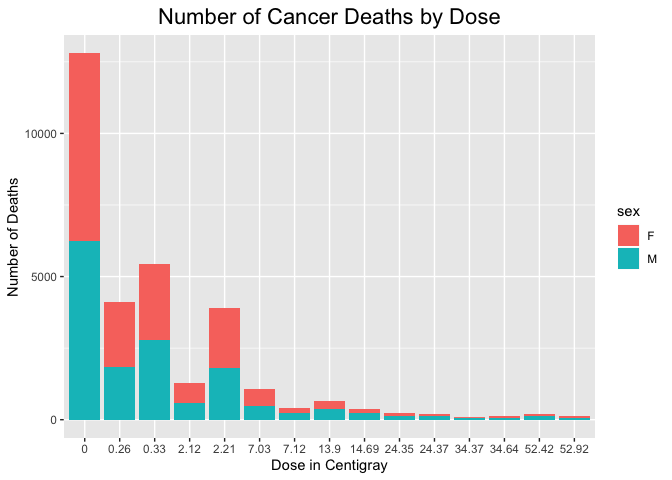 Number of Cancer Deaths by Dose
Number of Deaths
10000
5000
0
0 0.26 0.33 2.12 2.21 7.03 7.12 13.9 14.69 24.35 24.37 34.37 34.64 52.42 52.92
Dose in Centigray
sex
F
M